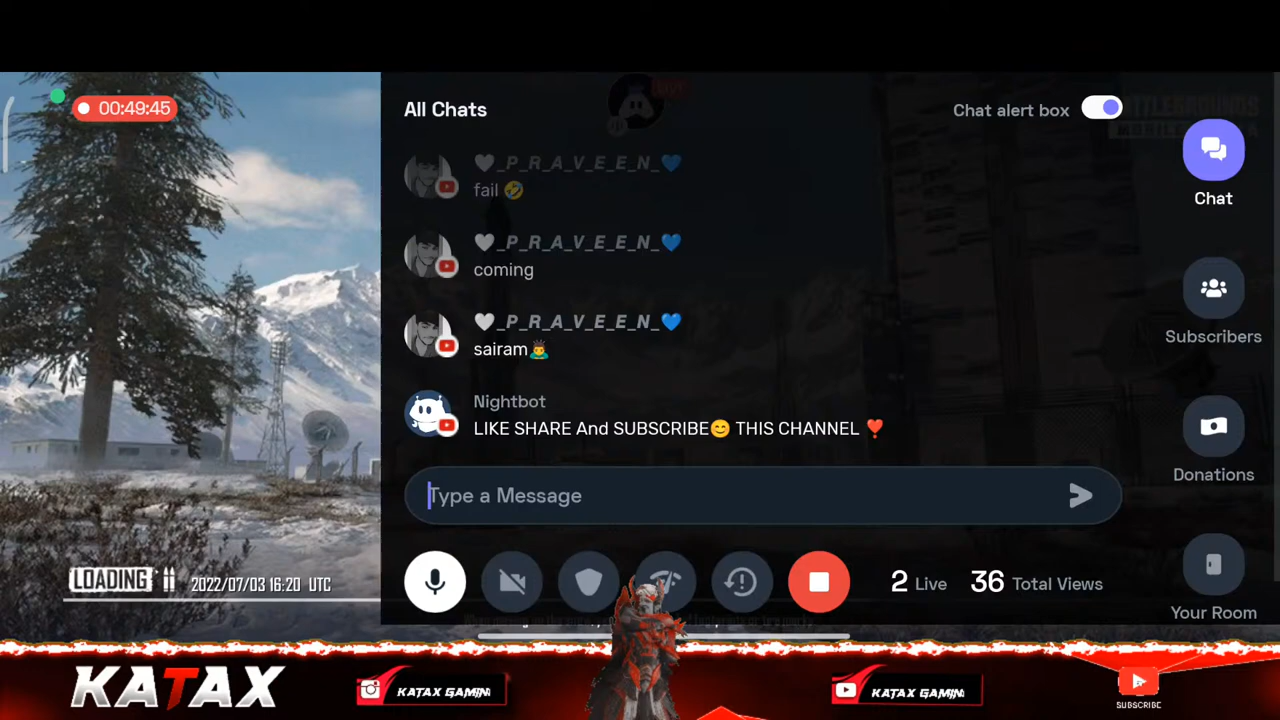 00:49:45
All Chats
Chat alert box
🤍_P_R_A_V_E_E_N_💙
fail 🤣
🤍_P_R_A_V_E_E_N_💙
coming
🤍_P_R_A_V_E_E_N_💙
sairam🙇‍♂️
Nightbot
LIKE SHARE And SUBSCRIBE😊 THIS CHANNEL ❣️
Type a Message
Chat
Subscribers
Donations
Your Room
2 Live 36 Total Views
LOADING
2022/07/03 16:20 UTC
KATAX
KATAX GAMING
KATAX GAMING
SUBSCRIBE